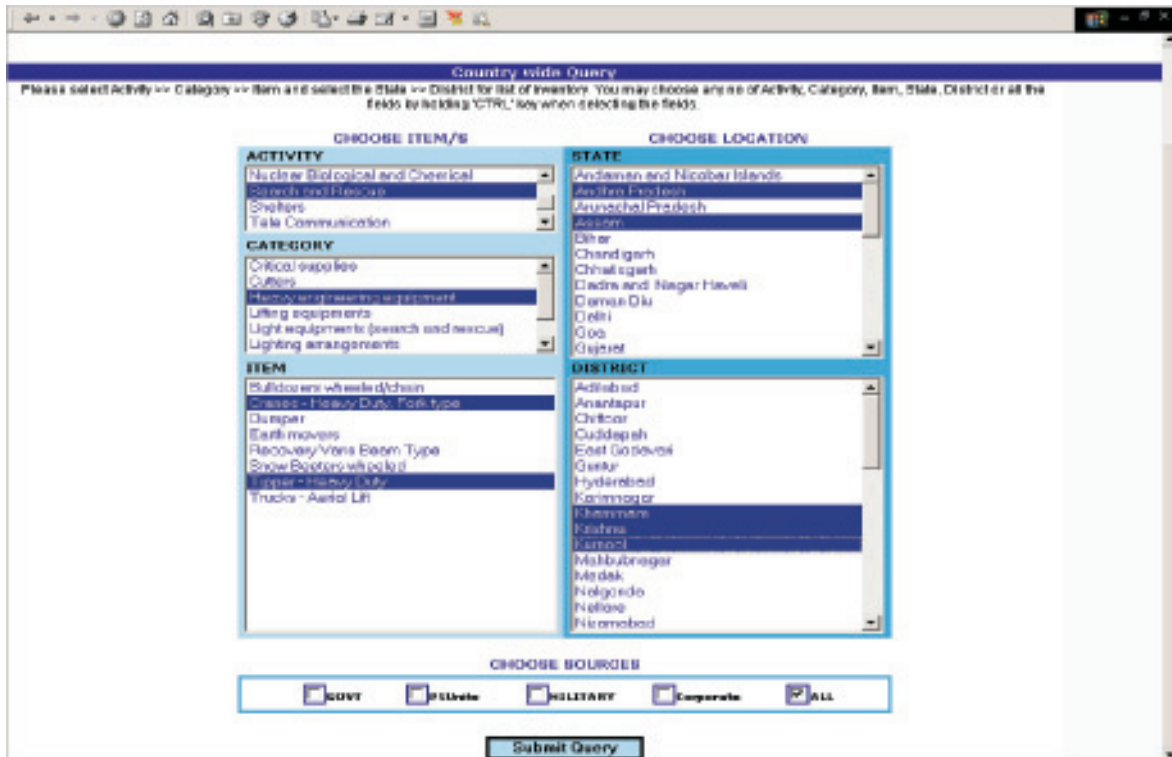 Country wide Query
Please select Activity >> Category >> Item and select the State >> District for list of inventory. You may choose any no of Activity, Category, Item, State, District or all the
fields by holding 'CTRL' key when selecting the fields.
CHOOSE ITEM/S
ACTIVITY
Nuclear Biological and Chemical
Search and Rescue
Shelters
Tele Communication
CATEGORY
Critical supplies
Cutters
Heavy engineering equipment
Lifting equipments
Light equipments (search and rescue)
Lighting arrangements
ITEM
Bulldozers wheeled/chain
Cranes - Heavy Duty, Fork type
Dumper
Earth movers
Recovery Vans Beam Type
Snow Beaters wheeled
Tipper - Heavy Duty
Trucks - Aerial Lift
CHOOSE LOCATION
STATE
Andaman and Nicobar Islands
Andhra Pradesh
Arunachal Pradesh
Assam
Bihar
Chandigarh
Chhatisgarh
Dadra and Nagar Haveli
Daman Diu
Delhi
Goa
Gujarat
DISTRICT
Adilabad
Anantapur
Chittoor
Cuddapah
East Godavari
Guntur
Hyderabad
Karimnagar
Khammam
Krishna
Kurnool
Mahbubnagar
Medak
Nalgonda
Nellore
Nizamabad
CHOOSE SOURCES
GOVT
PSUnits
MILITARY
Corporate
ALL
Submit Query